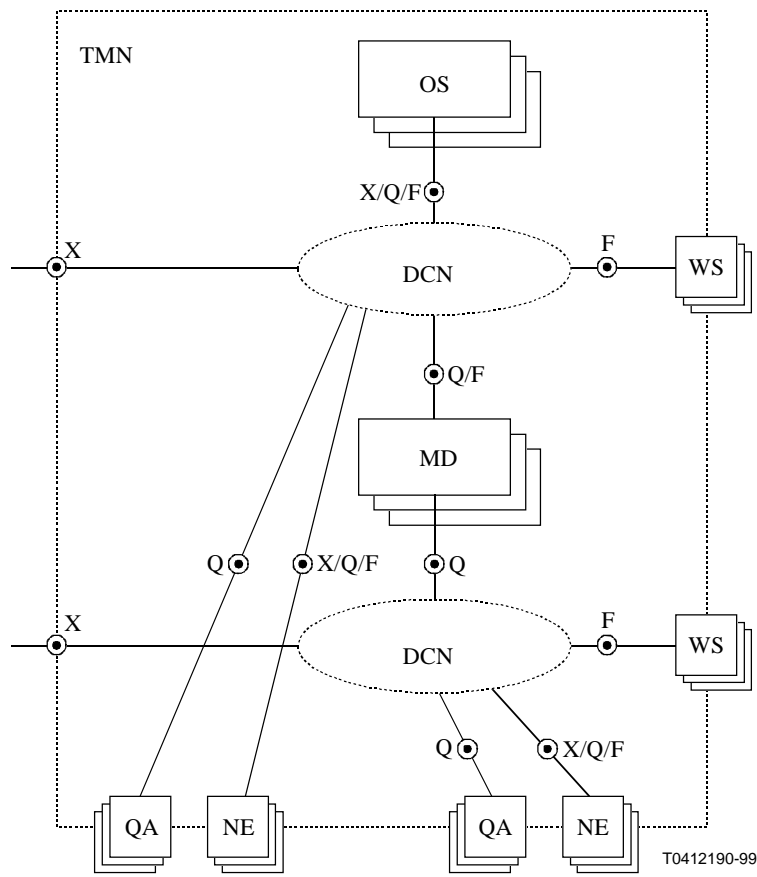 TMN
OS
X/Q/F
X
F
DCN
WS
Q/F
MD
Q
X/Q/F
Q
X
F
DCN
WS
Q
X/Q/F
QA
NE
QA
NE
T0412190-99